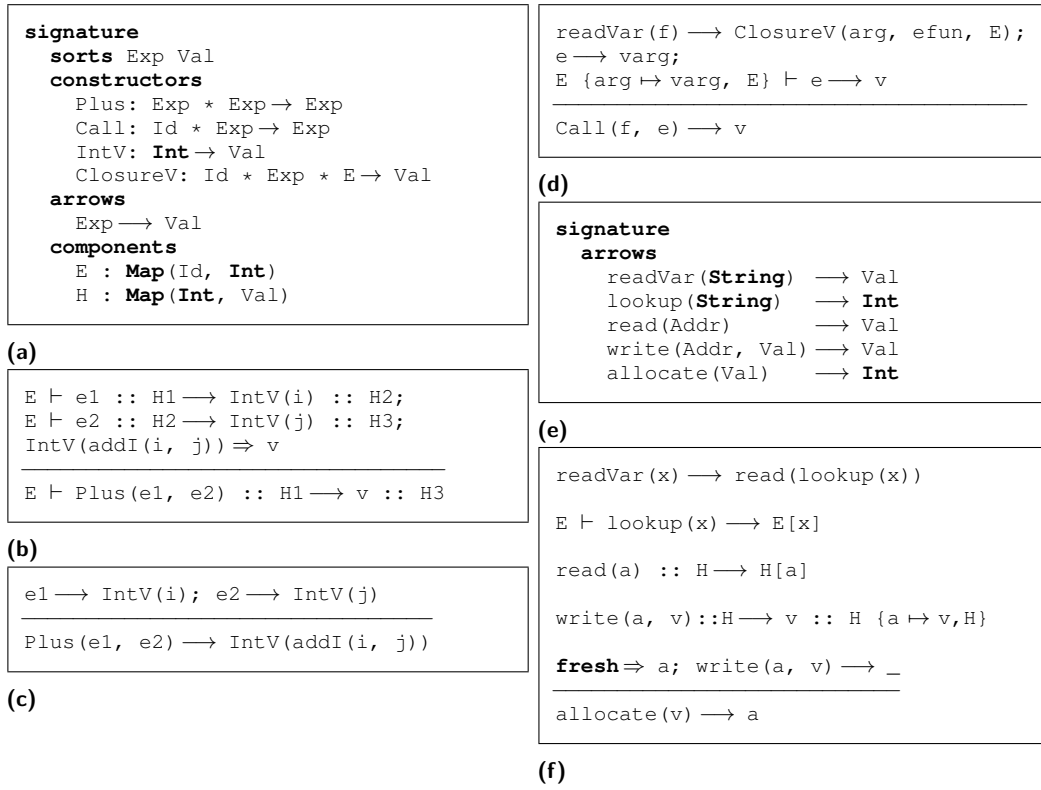 signature
sorts Exp Val
constructors
Plus: Exp * Exp → Exp
Call: Id * Exp → Exp
IntV: Int → Val
ClosureV: Id * Exp * E → Val
arrows
Exp ⟶ Val
components
E : Map(Id, Int)
H : Map(Int, Val)
(a)
E ⊢ e1 :: H1 ⟶ IntV(i) :: H2;
E ⊢ e2 :: H2 ⟶ IntV(j) :: H3;
IntV(addI(i, j)) ⇒ v
E ⊢ Plus(e1, e2) :: H1 ⟶ v :: H3
(b)
e1 ⟶ IntV(i); e2 ⟶ IntV(j)
Plus(e1, e2) ⟶ IntV(addI(i, j))
(c)
readVar(f) ⟶ ClosureV(arg, efun, E);
e ⟶ varg;
E {arg ↦ varg, E} ⊢ e ⟶ v
Call(f, e) ⟶ v
(d)
signature
arrows
readVar(String) ⟶ Val
lookup(String) ⟶ Int
read(Addr) ⟶ Val
write(Addr, Val) ⟶ Val
allocate(Val) ⟶ Int
(e)
readVar(x) ⟶ read(lookup(x))
E ⊢ lookup(x) ⟶ E[x]
read(a) :: H ⟶ H[a]
write(a, v)::H ⟶ v :: H {a ↦ v,H}
fresh ⇒ a; write(a, v) ⟶ _
allocate(v) ⟶ a
(f)